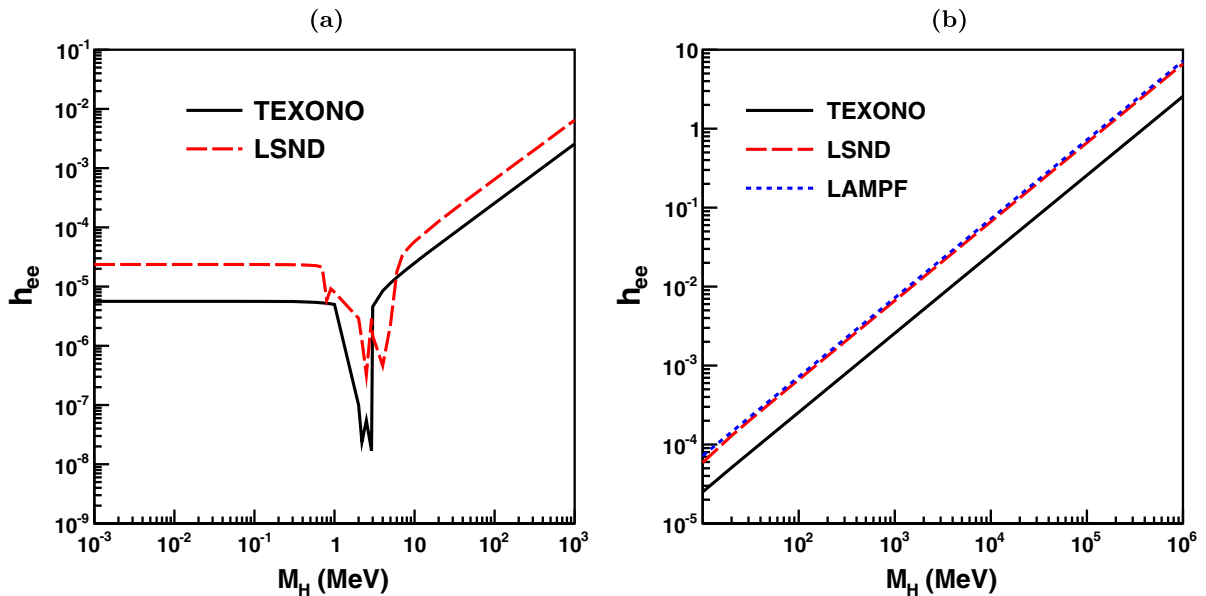 (a)
10^-1
10^-2
10^-3
10^-4
10^-5
10^-6
10^-7
10^-8
10^-9
h_ee
TEXONO
LSND
10^-3 10^-2 10^-1 1 10 10^2 10^3
M_H (MeV)
(b)
10
1
10^-1
10^-2
10^-3
10^-4
10^-5
h_ee
TEXONO
LSND
LAMPF
10^2 10^3 10^4 10^5 10^6
M_H (MeV)